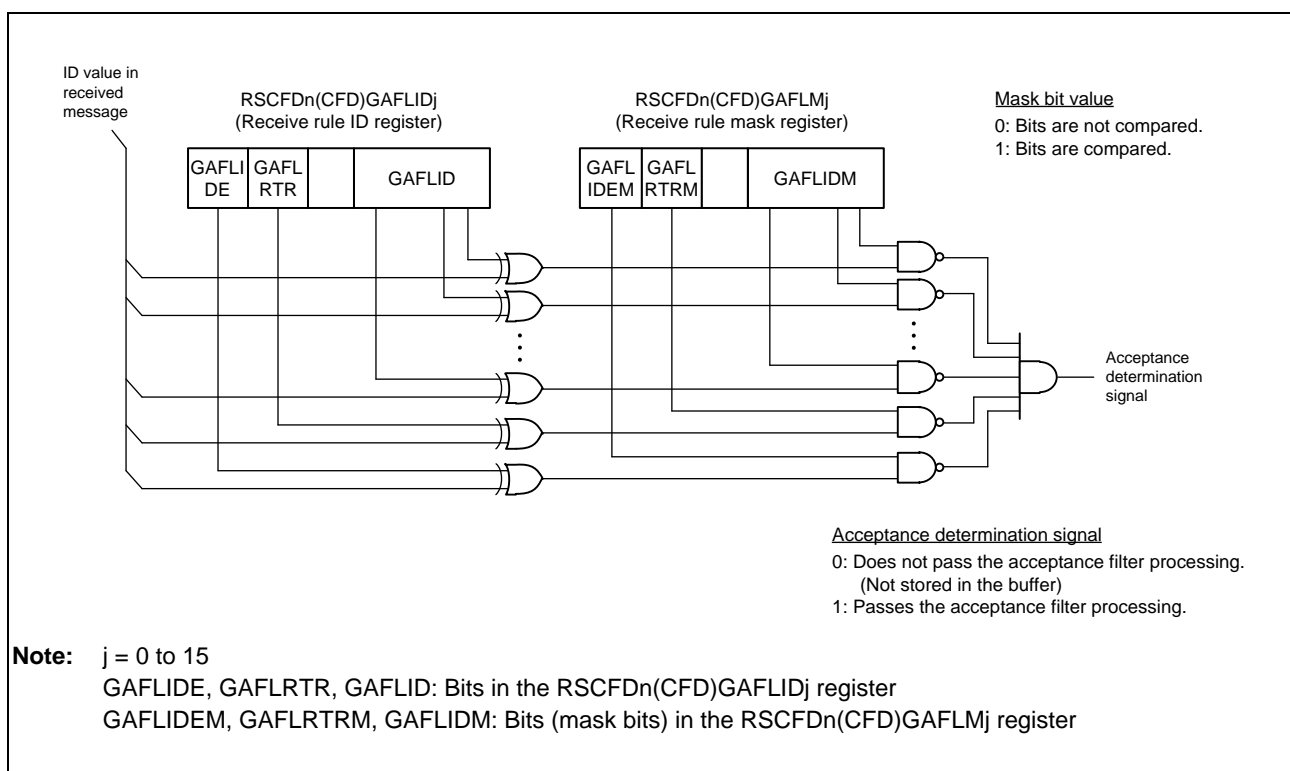 ID value in
received
message
RSCFDn(CFD)GAFLIDj
(Receive rule ID register)
RSCFDn(CFD)GAFLMj
(Receive rule mask register)
Mask bit value
0: Bits are not compared.
1: Bits are compared.
GAFLI
DE
GAFL
RTR
GAFLID
GAFL
IDEM
GAFL
RTRM
GAFLIDM
Acceptance
determination
signal
Acceptance determination signal
0: Does not pass the acceptance filter processing.
(Not stored in the buffer)
1: Passes the acceptance filter processing.
Note: j = 0 to 15
GAFLIDE, GAFLRTR, GAFLID: Bits in the RSCFDn(CFD)GAFLIDj register
GAFLIDEM, GAFLRTRM, GAFLIDM: Bits (mask bits) in the RSCFDn(CFD)GAFLMj register